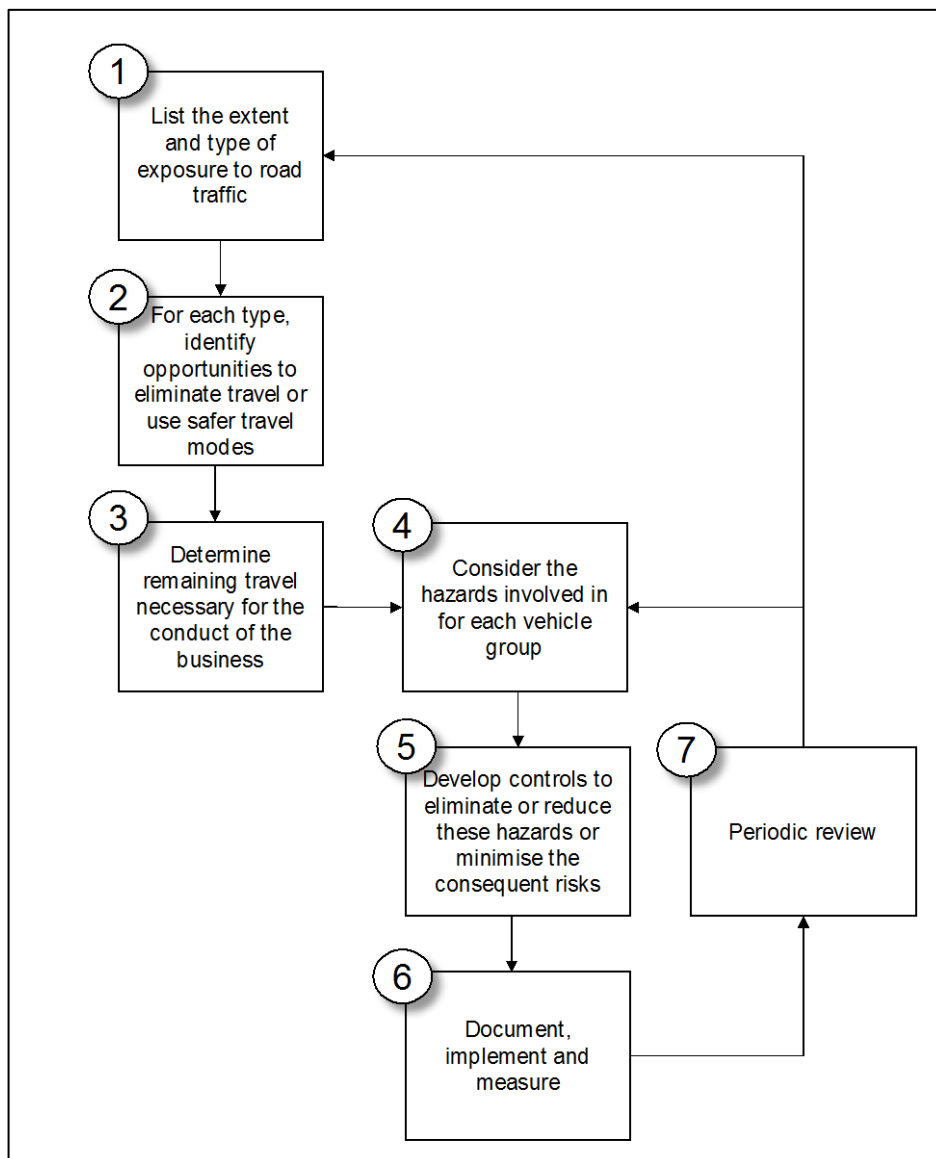 1
List the extent
and type of
exposure to road
traffic
2
For each type,
identify
opportunities to
eliminate travel or
use safer travel
modes
3
Determine
remaining travel
necessary for the
conduct of the
business
4
Consider the
hazards involved in
for each vehicle
group
5
Develop controls to
eliminate or reduce
these hazards or
minimise the
consequent risks
6
Document,
implement and
measure
7
Periodic review